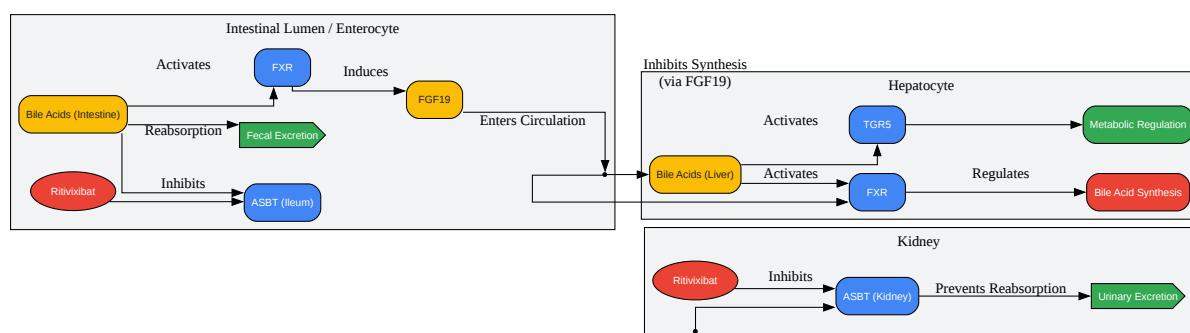 Intestinal Lumen / Enterocyte
Activates
FXR
Induces
FGF19
Bile Acids (Intestine)
Reabsorption
Fecal Excretion
Enters Circulation
Ritivixibat
Inhibits
ASBT (Ileum)
Inhibits Synthesis
(via FGF19)
Hepatocyte
Activates
TGR5
Metabolic Regulation
Bile Acids (Liver)
Activates
FXR
Regulates
Bile Acid Synthesis
Kidney
Ritivixibat
Inhibits
ASBT (Kidney)
Prevents Reabsorption
Urinary Excretion